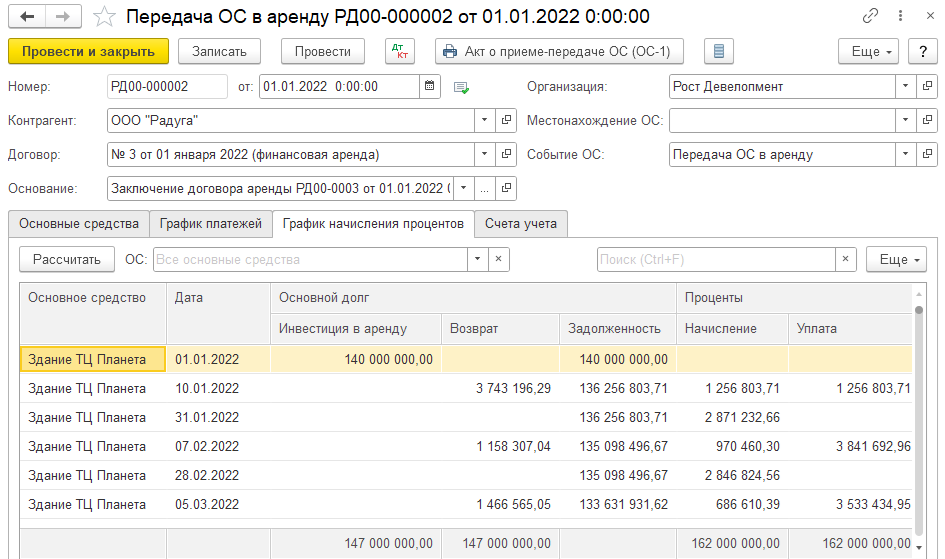 Передача ОС в аренду РД00-000002 от 01.01.2022 0:00:00
Провести и закрыть Записать Провести Дт Кт Акт о приеме-передаче ОС (ОС-1) Еще ?
Номер: РД00-000002 от: 01.01.2022 0:00:00 Организация: Рост Девелопмент
Контрагент: ООО "Радуга" Местонахождение ОС:
Договор: № 3 от 01 января 2022 (финансовая аренда) Событие ОС: Передача ОС в аренду
Основание: Заключение договора аренды РД00-0003 от 01.01.2022 ...
Основные средства График платежей График начисления процентов Счета учета
Рассчитать ОС: Все основные средства Поиск (Ctrl+F) Еще
Основное средство Дата Основной долг Проценты
Инвестиция в аренду Возврат Задолженность Начисление Уплата
Здание ТЦ Планета 01.01.2022 140 000 000,00 140 000 000,00
Здание ТЦ Планета 10.01.2022 3 743 196,29 136 256 803,71 1 256 803,71 1 256 803,71
Здание ТЦ Планета 31.01.2022 136 256 803,71 2 871 232,66
Здание ТЦ Планета 07.02.2022 1 158 307,04 135 098 496,67 970 460,30 3 841 692,96
Здание ТЦ Планета 28.02.2022 135 098 496,67 2 846 824,56
Здание ТЦ Планета 05.03.2022 1 466 565,05 133 631 931,62 686 610,39 3 533 434,95
147 000 000,00 147 000 000,00 162 000 000,00 162 000 000,00